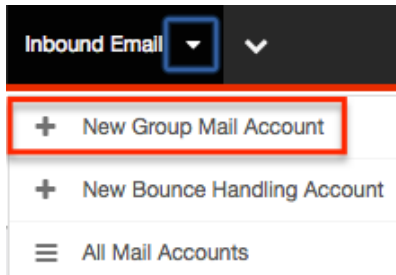 Inbound Email
New Group Mail Account
New Bounce Handling Account
All Mail Accounts